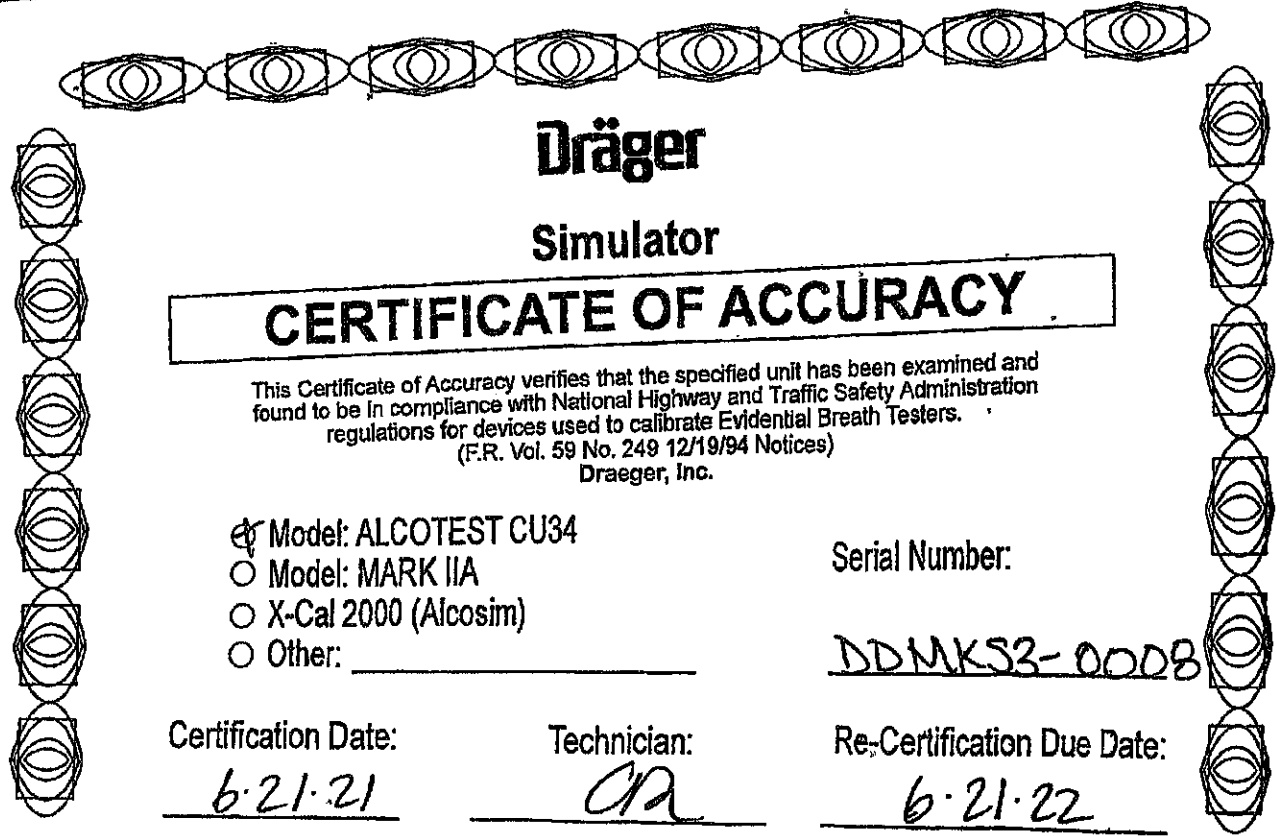 Dräger
Simulator
CERTIFICATE OF ACCURACY
This Certificate of Accuracy verifies that the specified unit has been examined and
found to be in compliance with National Highway and Traffic Safety Administration
regulations for devices used to calibrate Evidential Breath Testers.
(F.R. Vol. 59 No. 249 12/19/94 Notices)
Draeger, Inc.
Model: ALCOTEST CU34
Model: MARK IIA
Serial Number:
X-Cal 2000 (Alcosim)
Other:
DDMKS3-0008
Certification Date: Technician: Re-Certification Due Date:
6.21.21 6.21.22